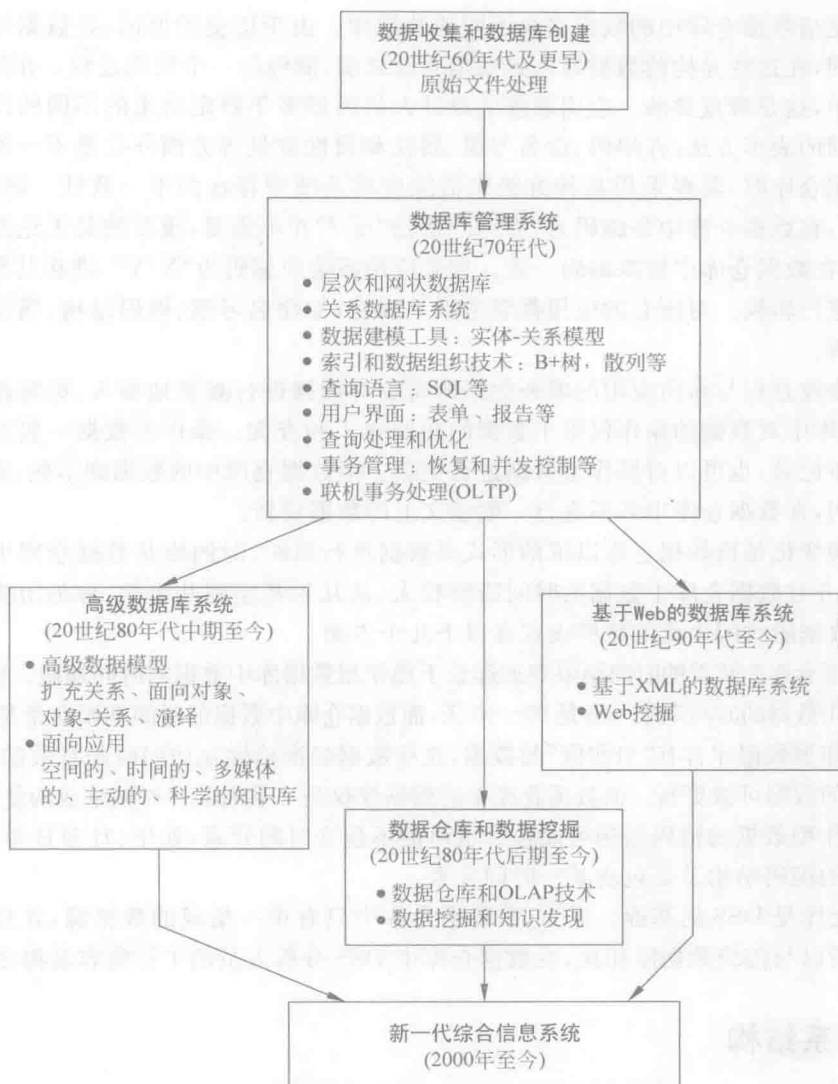 数据收集和数据库创建
(20世纪60年代及更早)
原始文件处理
数据库管理系统
(20世纪70年代)
● 层次和网状数据库
● 关系数据库系统
● 数据建模工具：实体-关系模型
● 索引和数据组织技术：B+树，散列等
● 查询语言：SQL等
● 用户界面：表单、报告等
● 查询处理和优化
● 事务管理：恢复和并发控制等
● 联机事务处理(OLTP)
高级数据库系统
(20世纪80年代中期至今)
● 高级数据模型
扩充关系、面向对象、
对象-关系、演绎
● 面向应用
空间的、时间的、多媒体
的、主动的、科学的知识库
基于Web的数据库系统
(20世纪90年代至今)
● 基于XML的数据库系统
● Web挖掘
数据仓库和数据挖掘
(20世纪80年代后期至今)
● 数据仓库和OLAP技术
● 数据挖掘和知识发现
新一代综合信息系统
(2000年至今)